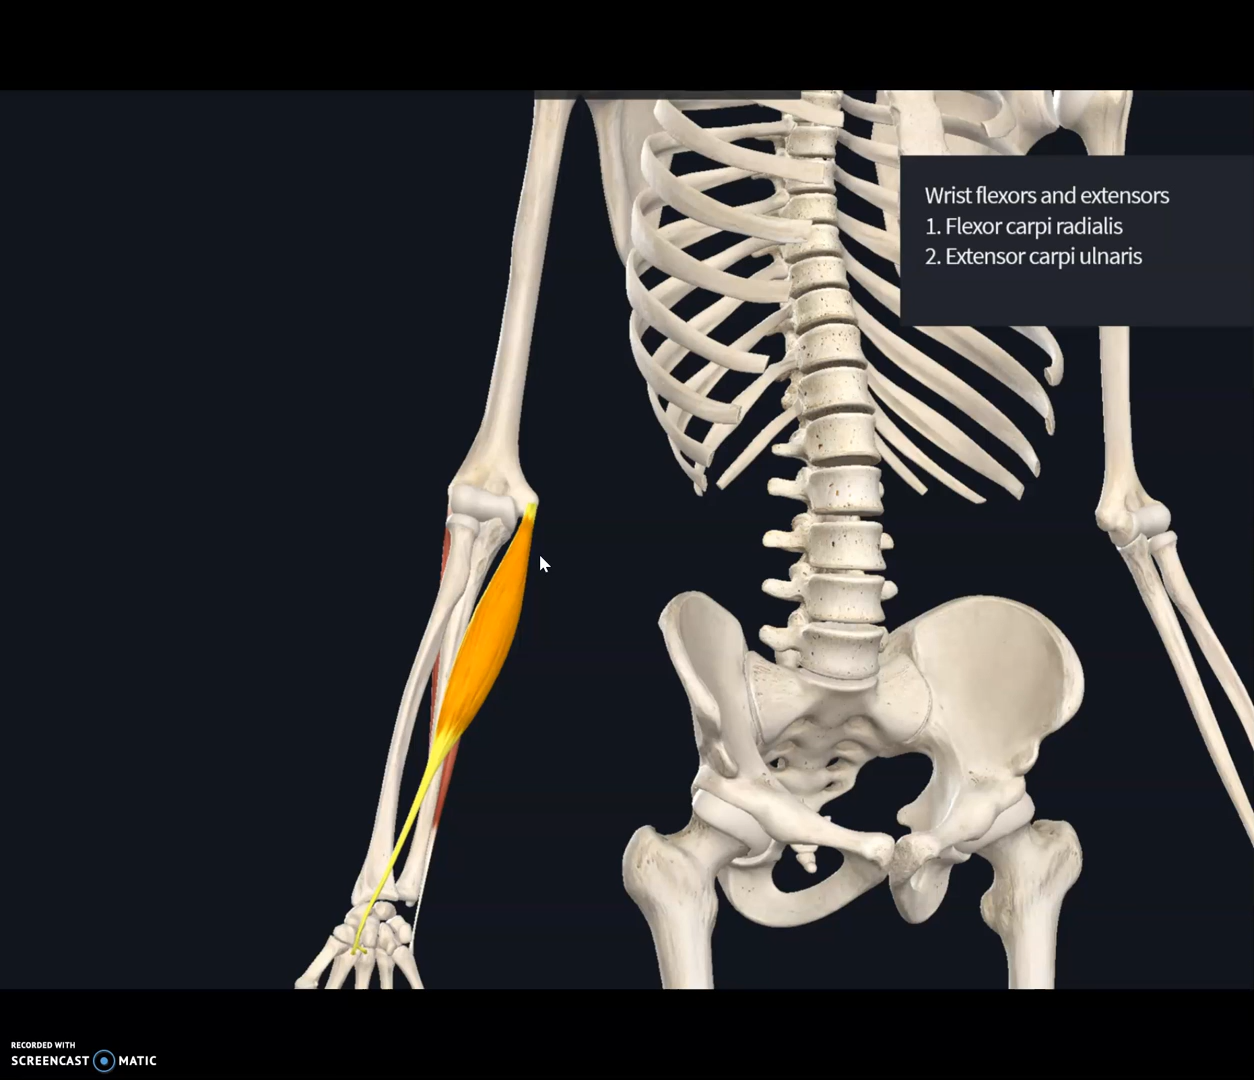 Wrist flexors and extensors
1. Flexor carpi radialis
2. Extensor carpi ulnaris
RECORDED WITH
SCREENCAST MATIC